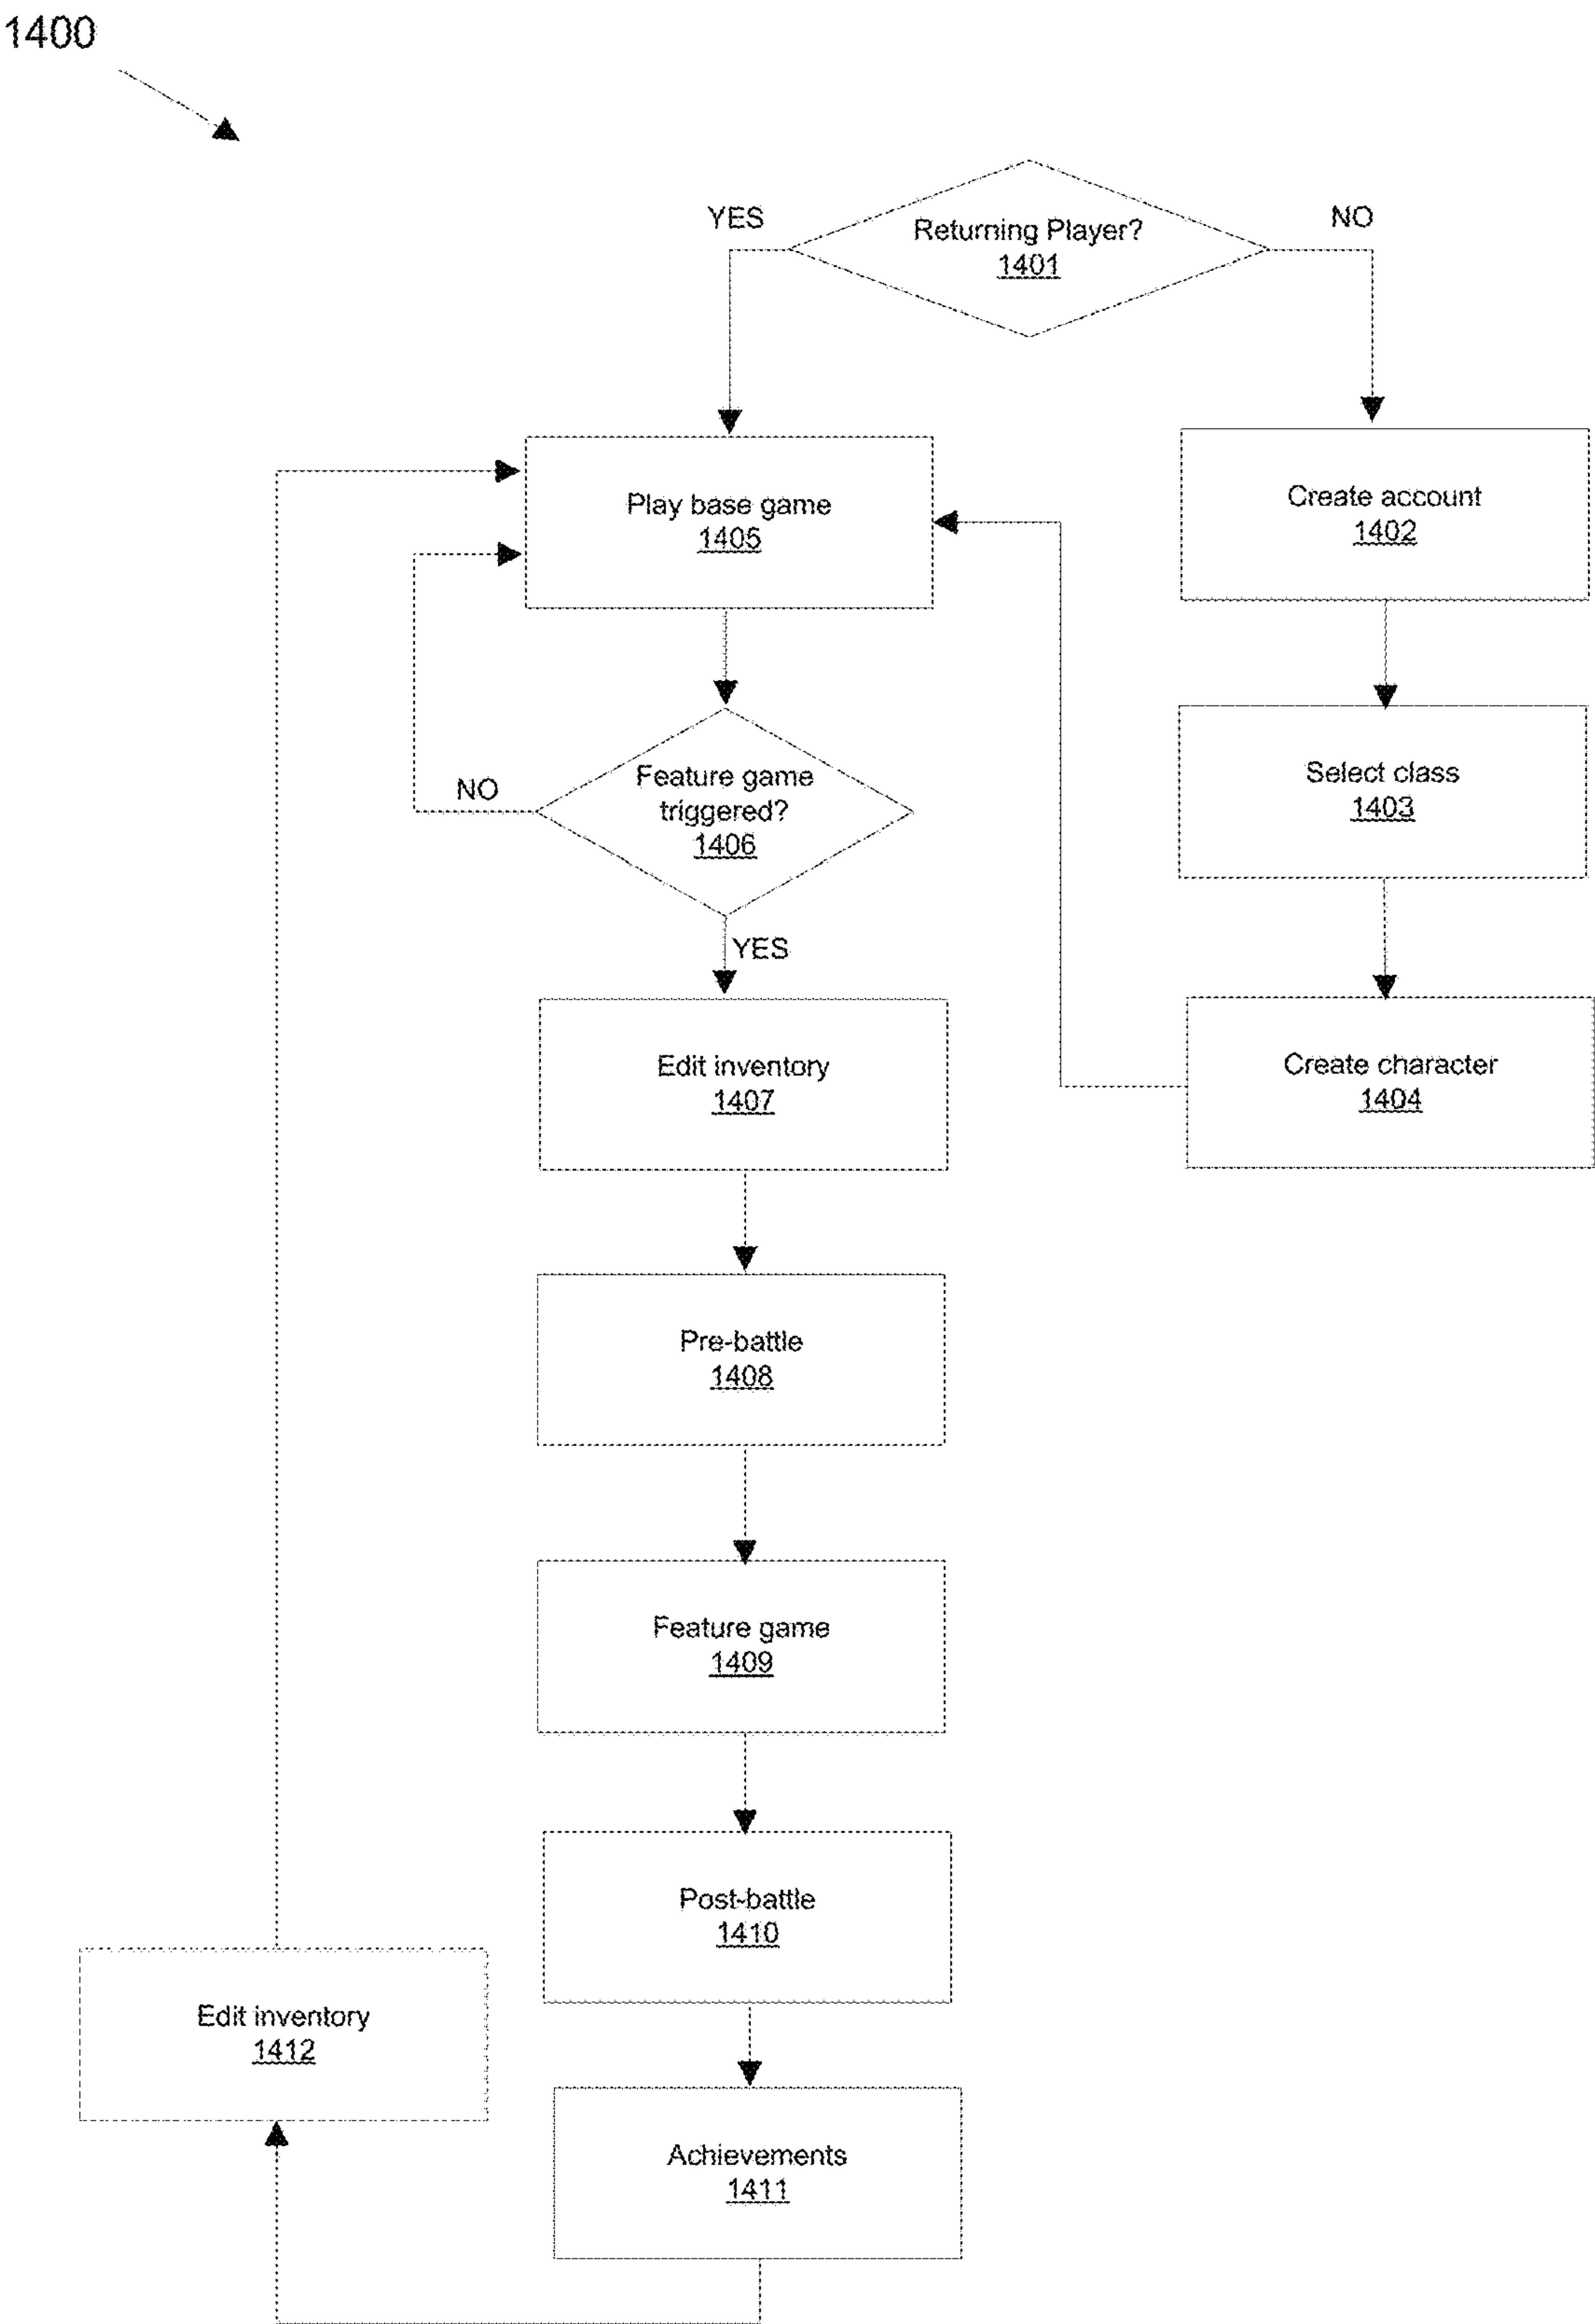 1400
Returning Player?
1401
YES
NO
Play base game
1405
Create account
1402
Feature game
triggered?
1406
NO
YES
Select class
1403
Create character
1404
Edit inventory
1407
Pre-battle
1408
Feature game
1409
Post-battle
1410
Edit inventory
1412
Achievements
1411